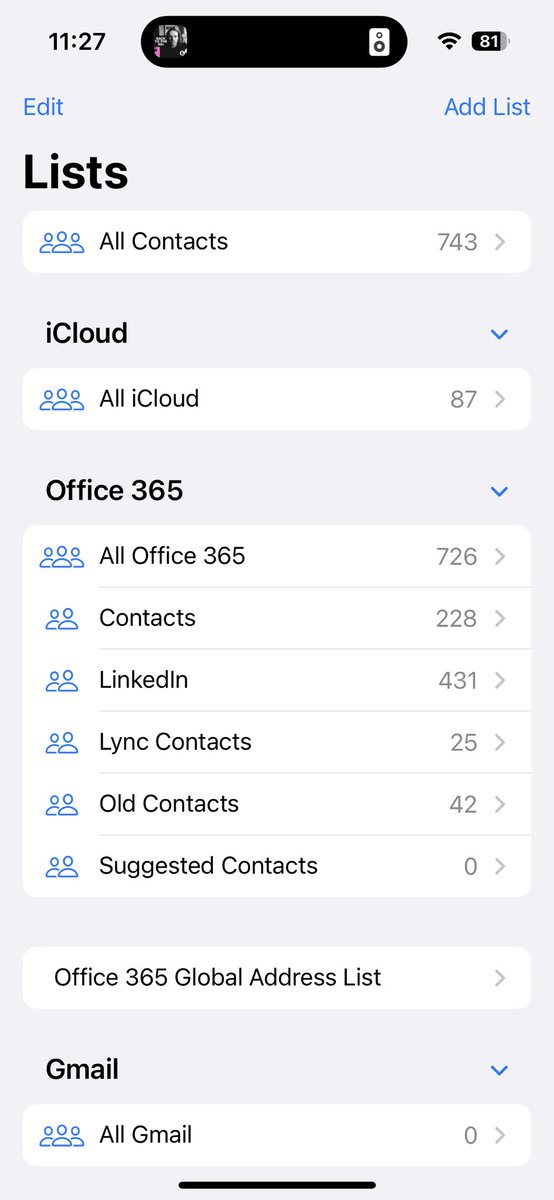 11:27
81
Edit
Add List
Lists
All Contacts 743
iCloud
All iCloud 87
Office 365
All Office 365 726
Contacts 228
LinkedIn 431
Lync Contacts 25
Old Contacts 42
Suggested Contacts 0
Office 365 Global Address List
Gmail
All Gmail 0